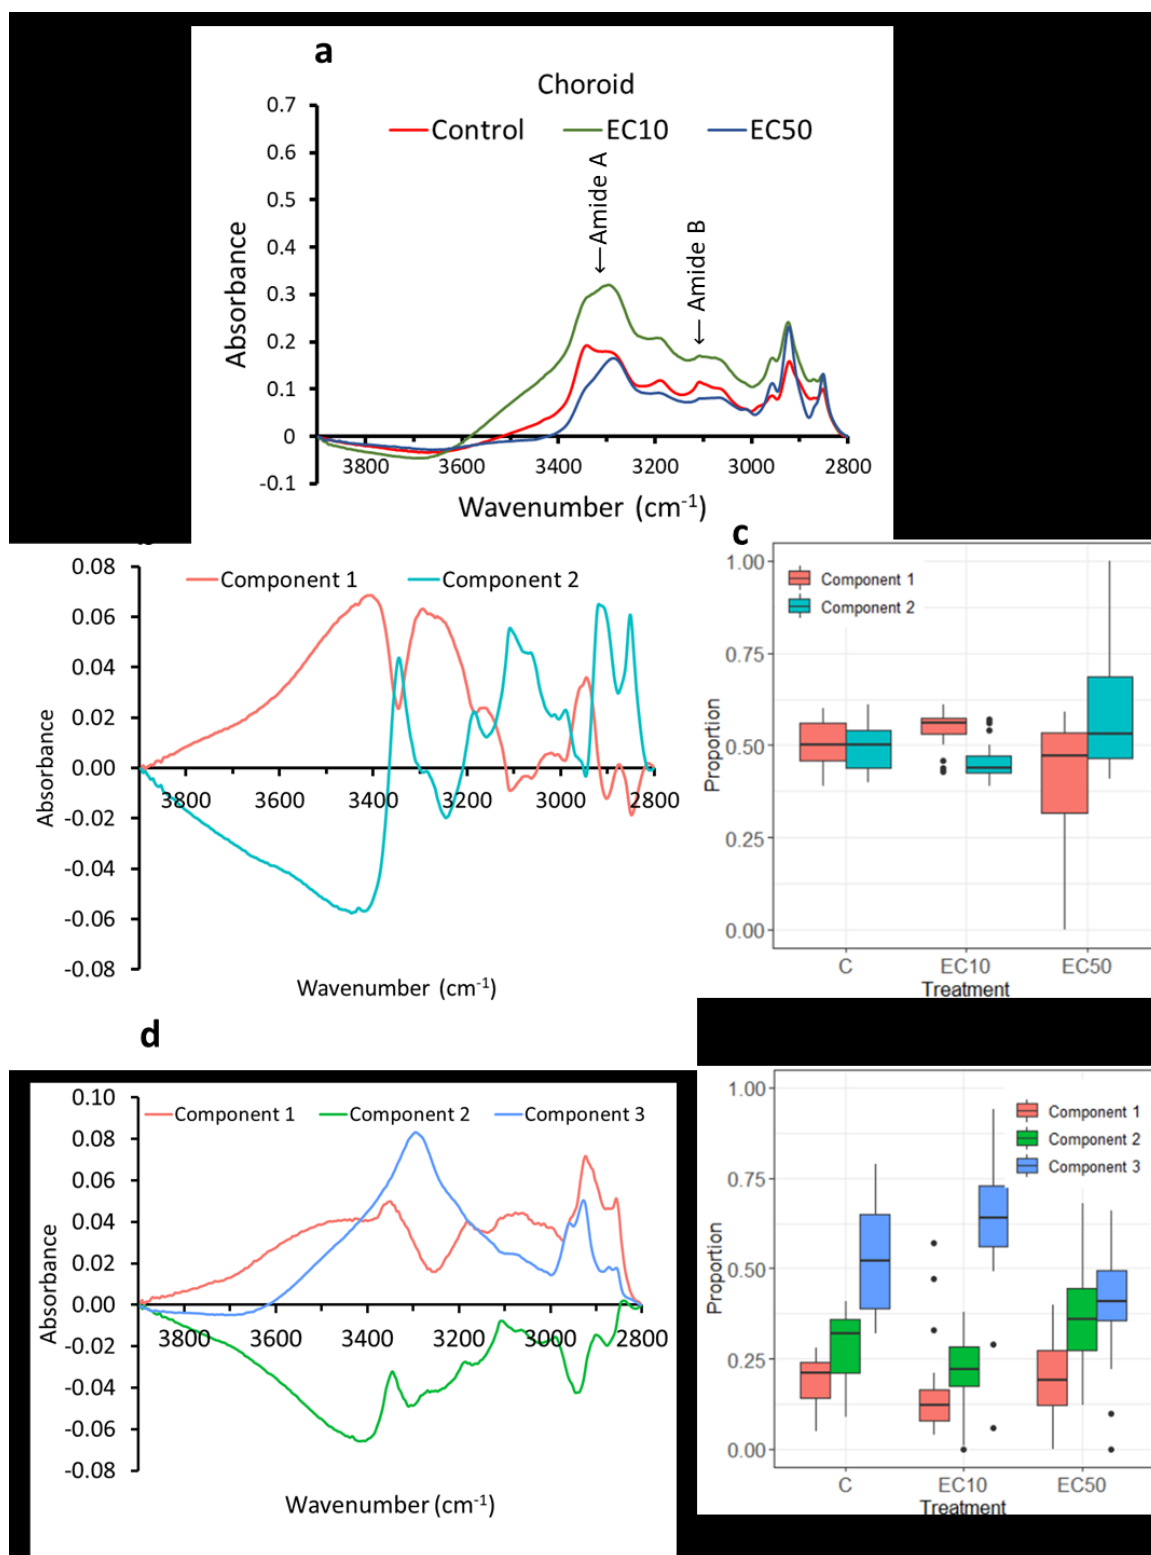 a
Choroid
Control EC10 EC50
0.7
0.6
0.5
0.4
0.3
0.2
0.1
0
-0.1
Absorbance
Amide A
Amide B
3800 3600 3400 3200 3000 2800
Wavenumber (cm-1)
Component 1 Component 2
0.08
0.06
0.04
0.02
0.00
-0.02
-0.04
-0.06
-0.08
Absorbance
3800 3600 3400 3200 3000 2800
Wavenumber (cm-1)
c
Component 1
Component 2
1.00
0.75
0.50
0.25
0.00
Proportion
C EC10 EC50
Treatment
d
Component 1 Component 2 Component 3
0.10
0.08
0.06
0.04
0.02
0.00
-0.02
-0.04
-0.06
-0.08
Absorbance
3800 3600 3400 3200 3000 2800
Wavenumber (cm-1)
Component 1
Component 2
Component 3
1.00
0.75
0.50
0.25
0.00
Proportion
C EC10 EC50
Treatment